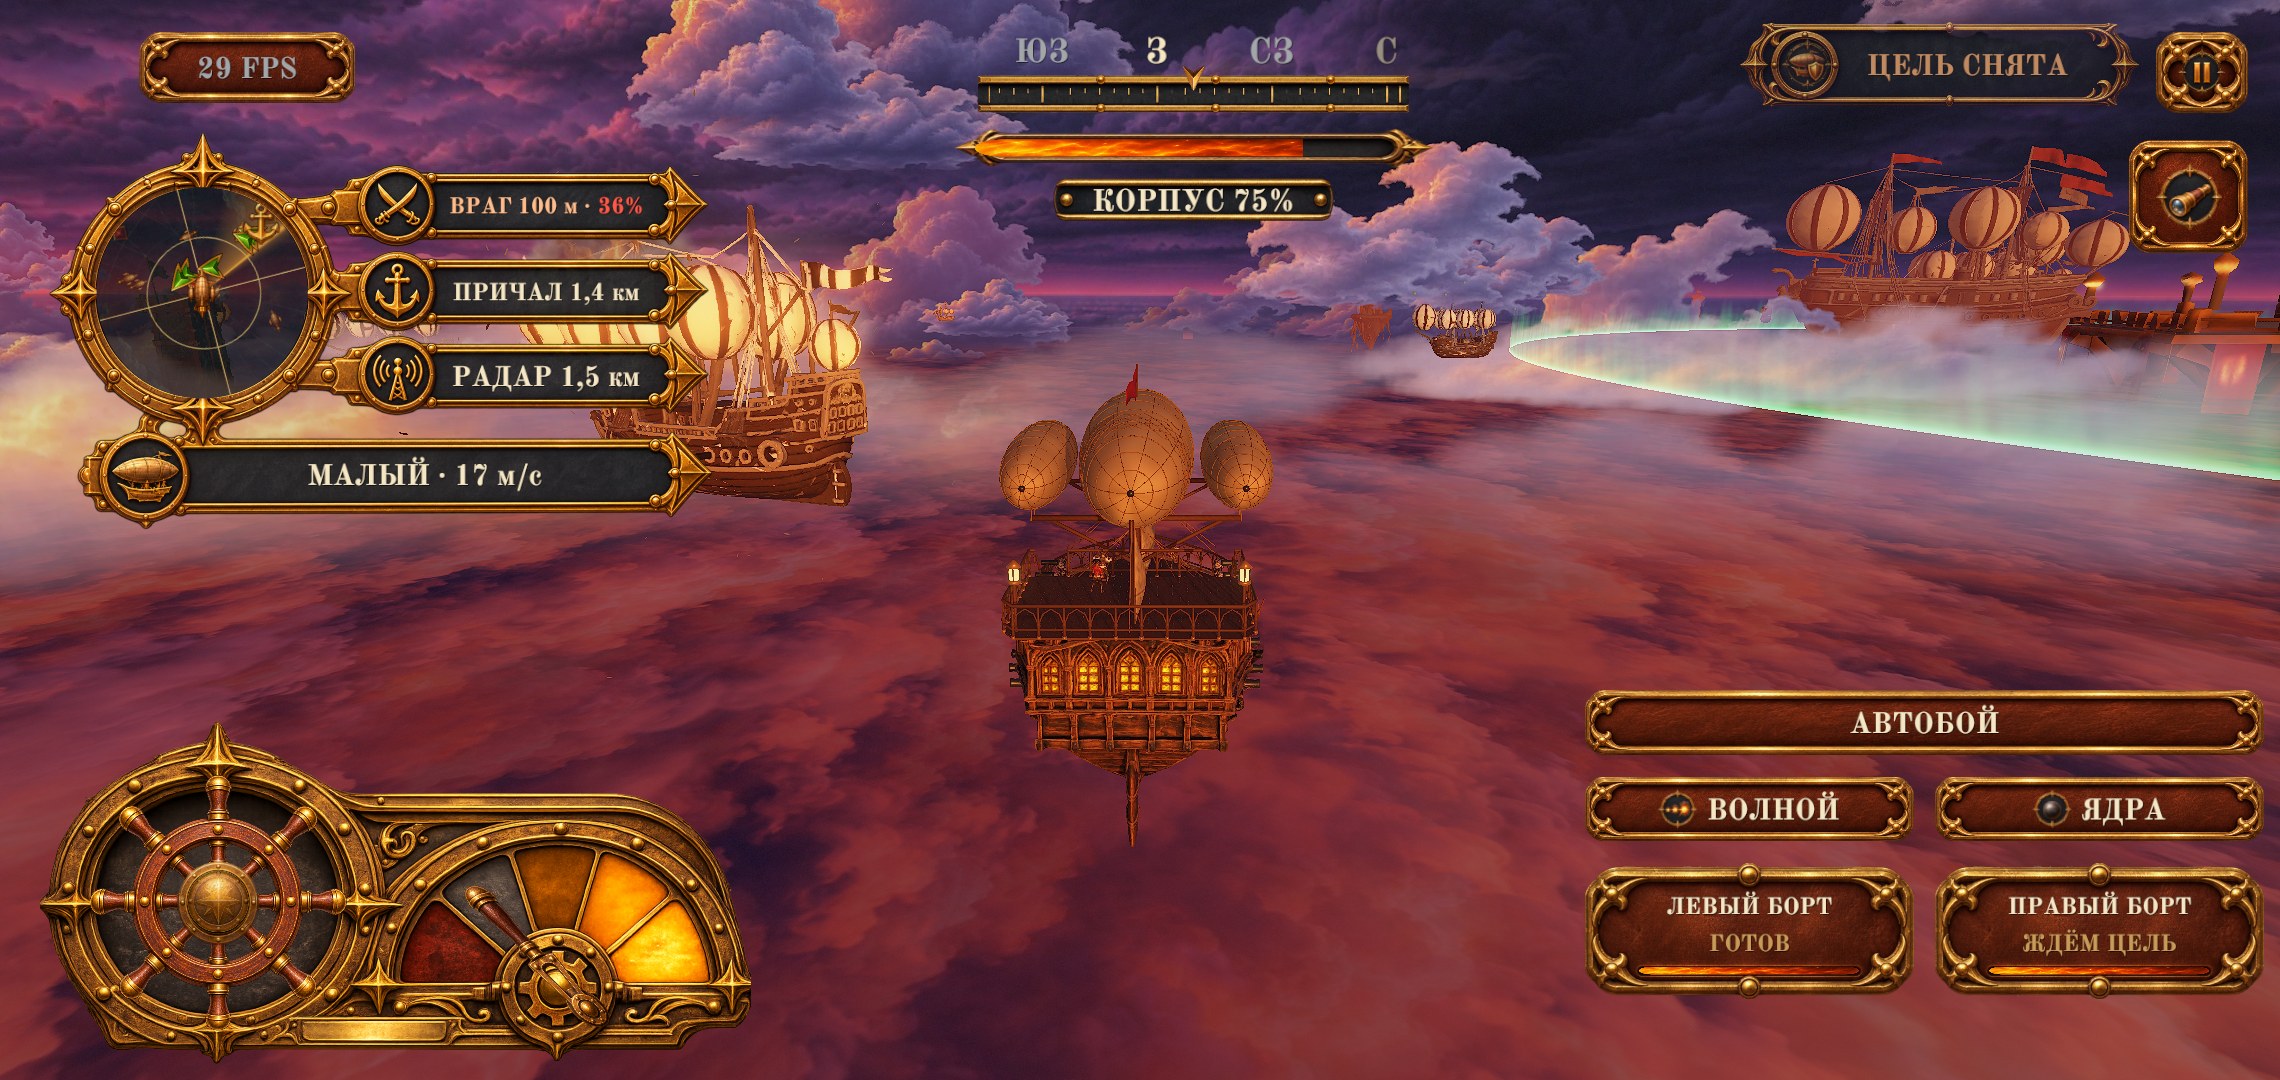 29 FPS
ЮЗ З СЗ С
ЦЕЛЬ СНЯТА
КОРПУС 75%
ВРАГ 100 м · 36%
ПРИЧАЛ 1,4 км
РАДАР 1,5 км
МАЛЫЙ · 17 м/с
АВТОБОЙ
ВОЛНОЙ
ЯДРА
ЛЕВЫЙ БОРТ
ГОТОВ
ПРАВЫЙ БОРТ
ЖДЁМ ЦЕЛЬ